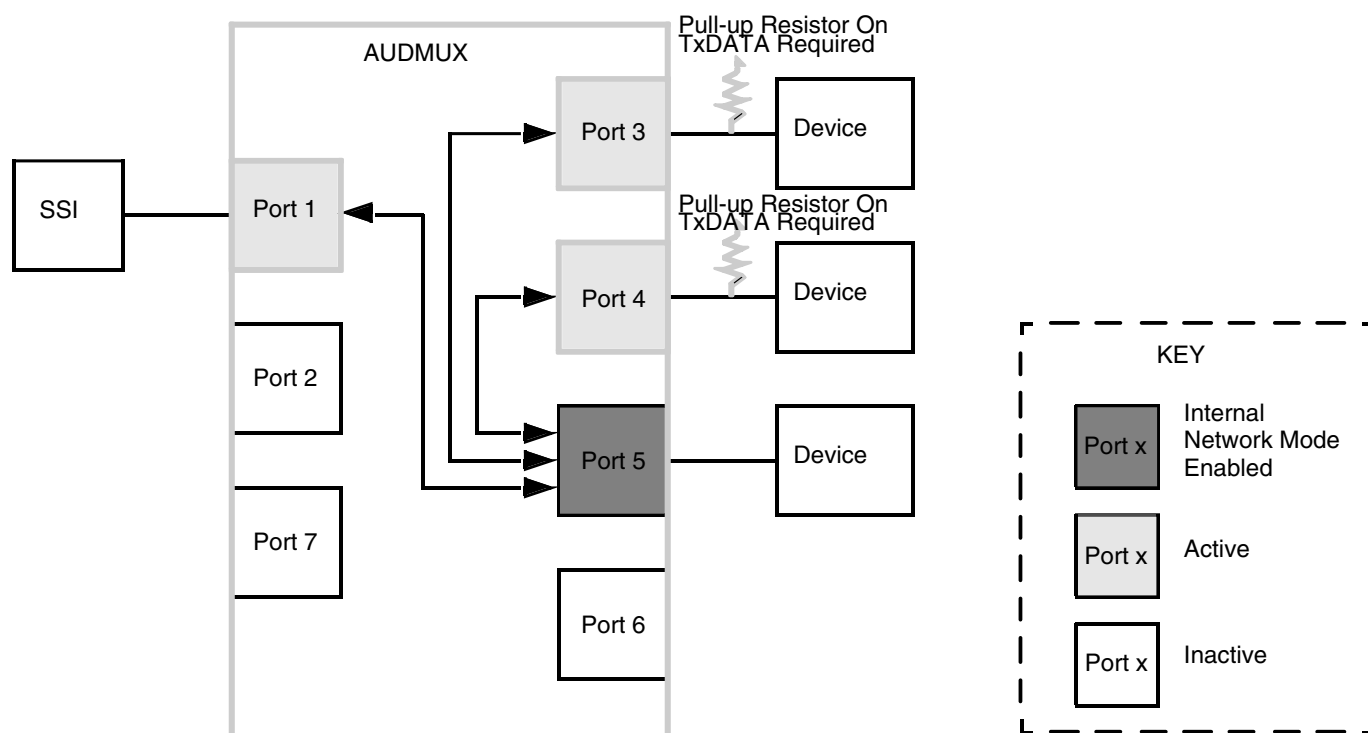 Pull-up Resistor On
TxDATA Required
AUDMUX
Port 3
Device
SSI
Port 1
Pull-up Resistor On
TxDATA Required
Port 4
Device
Port 2
Port 5
Device
Port 7
Port 6
KEY
Port x
Internal
Network Mode
Enabled
Port x
Active
Port x
Inactive